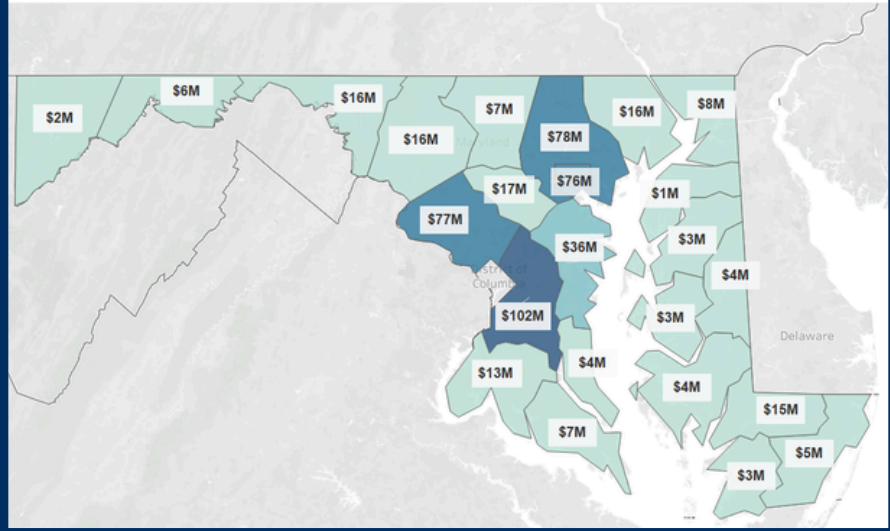 $2M
$6M
$16M
$16M
$7M
$78M
$76M
$16M
$8M
Maryland
$17M
$77M
$1M
$36M
$3M
$4M
District of
Columbia
$102M
$3M
$4M
$13M
$4M
$7M
$15M
$5M
$3M
Delaware